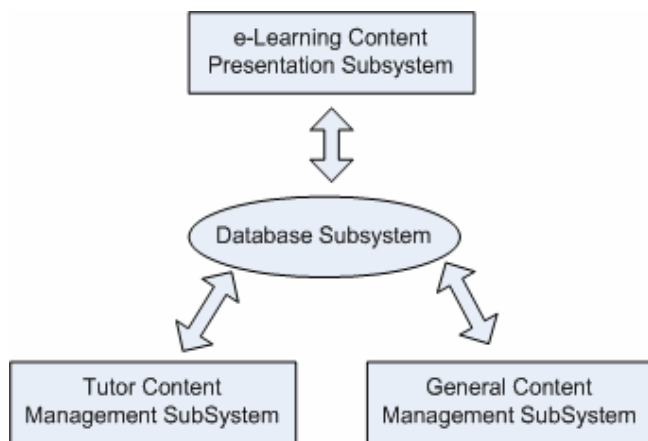 e-Learning Content
Presentation Subsystem
Database Subsystem
Tutor Content
Management SubSystem
General Content
Management SubSystem